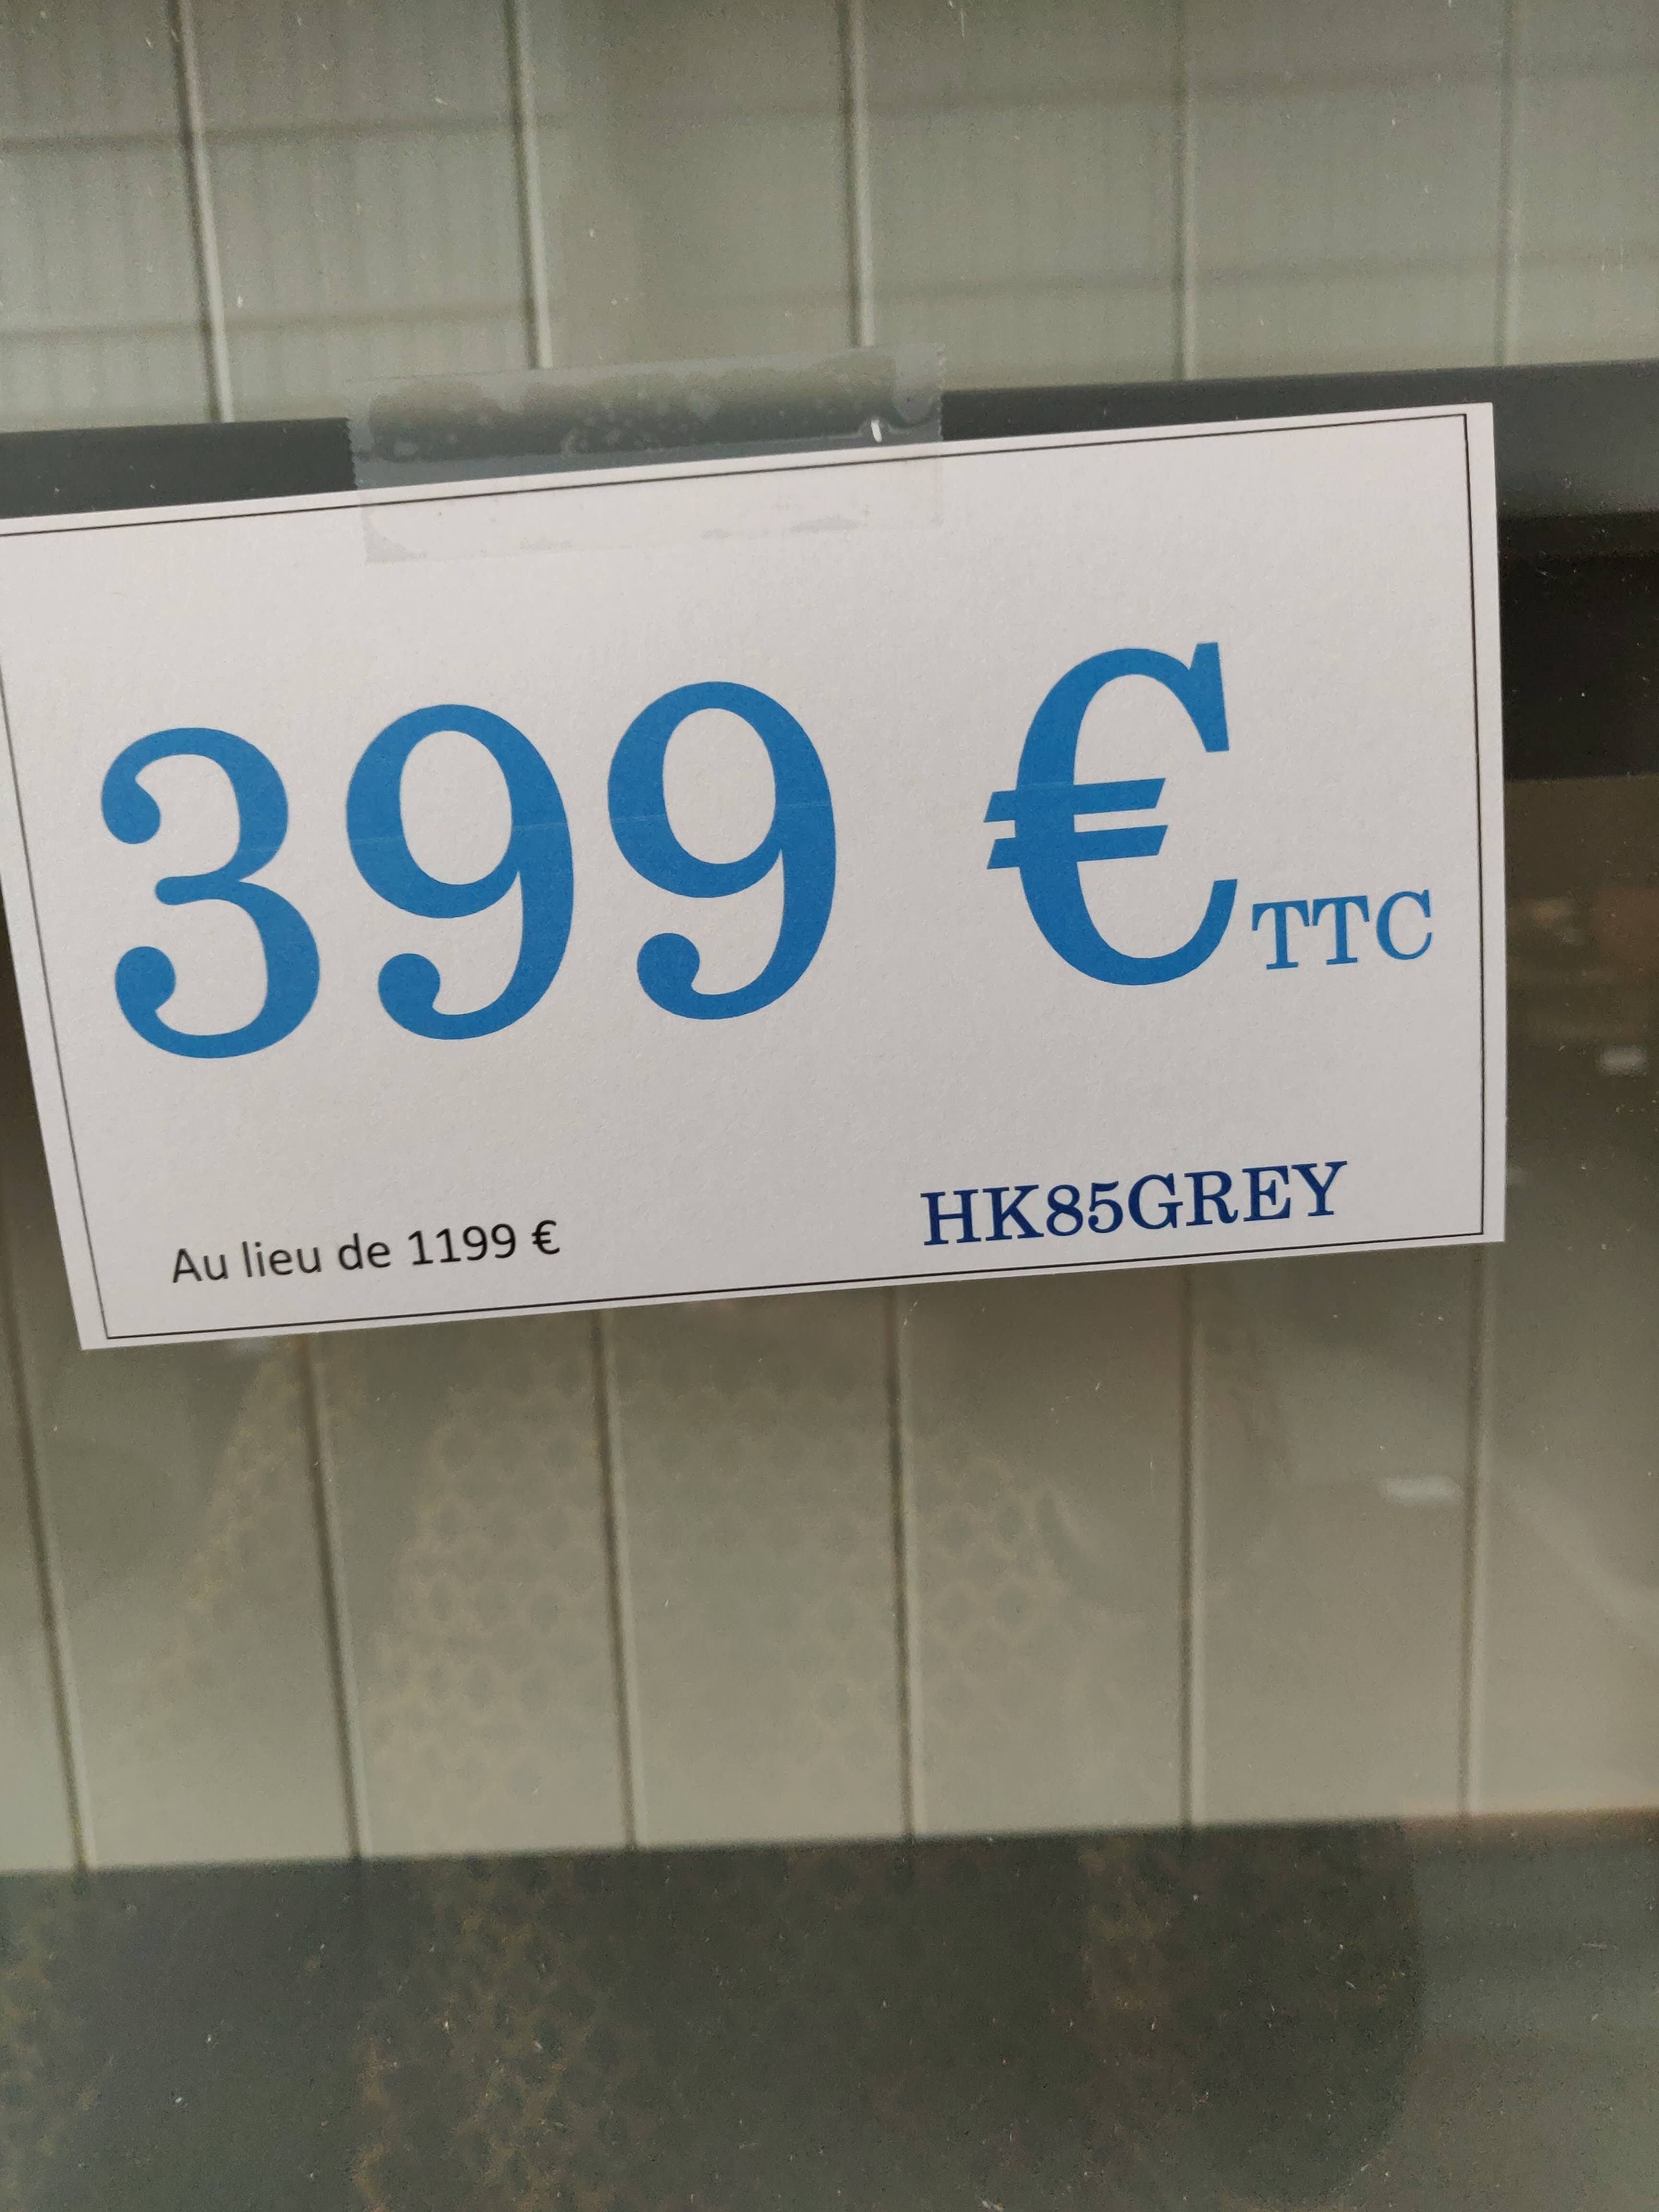 399 € TTC
Au lieu de 1199 €
HK85GREY